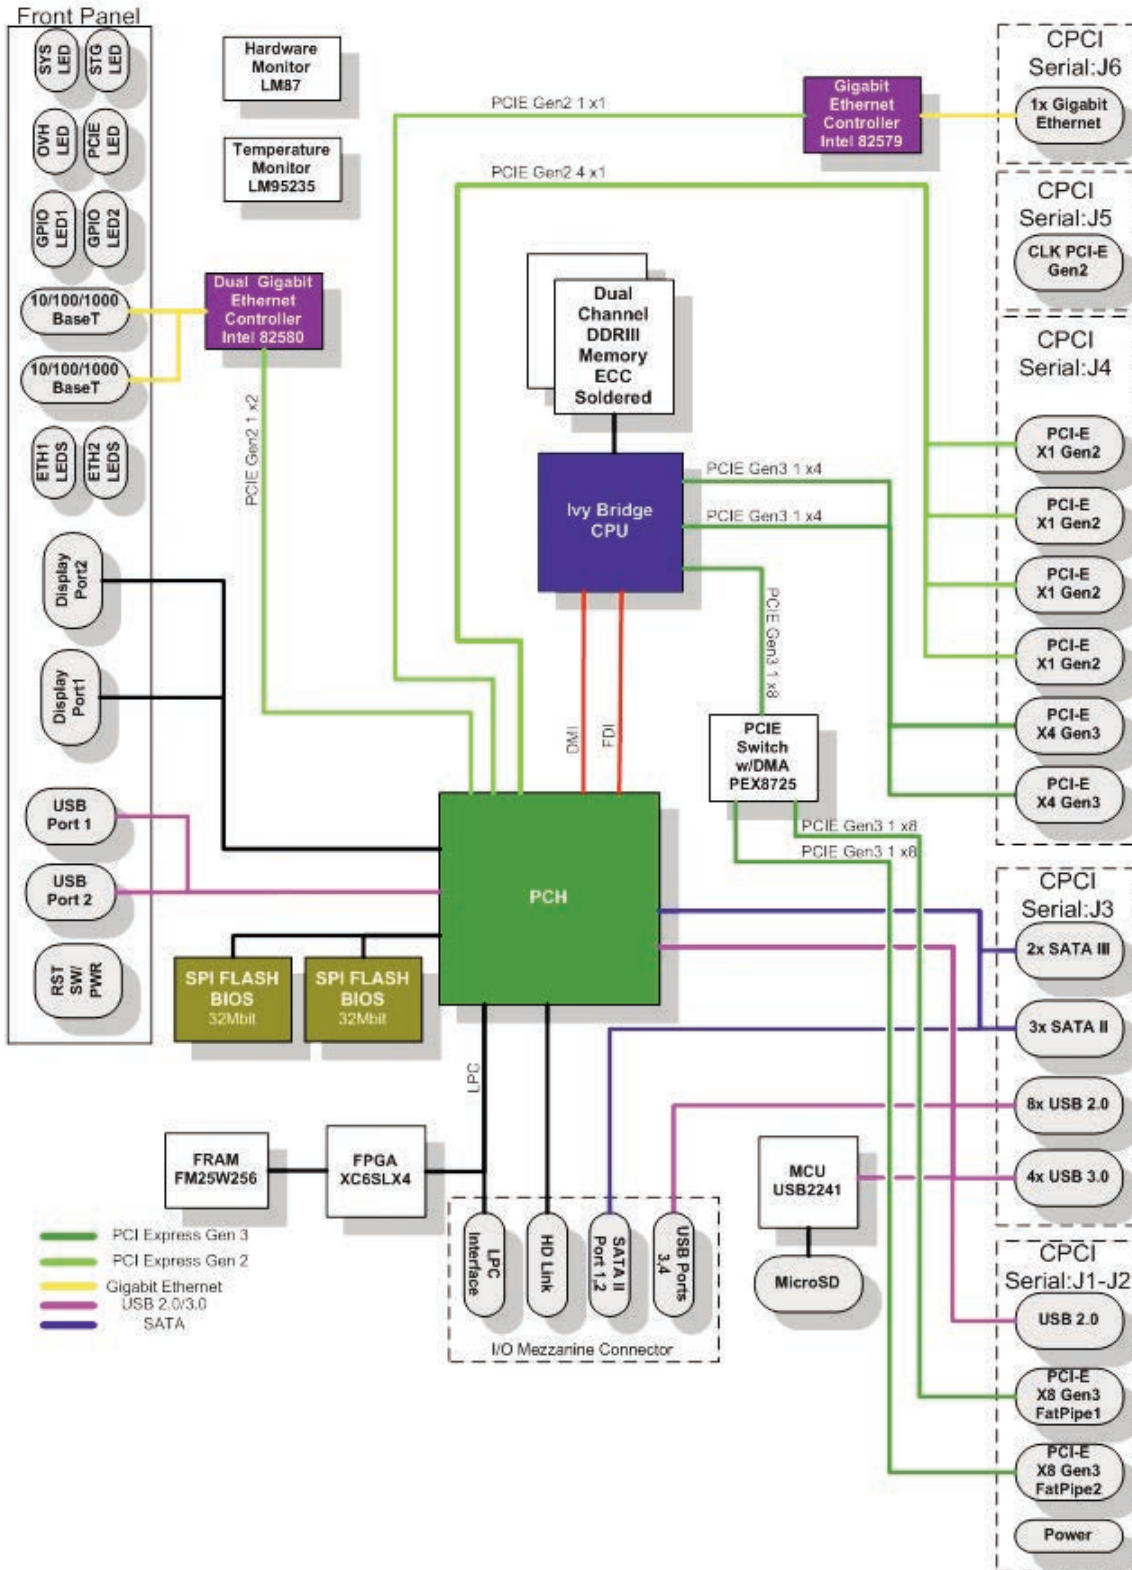 Front Panel
SYS
LED
STG
LED
OVH
LED
PCIE
LED
GPIO
LED1
GPIO
LED2
10/100/1000
BaseT
10/100/1000
BaseT
ETH1
LEDS
ETH2
LEDS
Display
Port2
Display
Port1
USB
Port 1
USB
Port 2
RST
SW/
PWR
Hardware
Monitor
LM87
Temperature
Monitor
LM95235
Dual Gigabit
Ethernet
Controller
Intel 82580
PCIE Gen2 1 x2
PCIE Gen2 1 x1
PCIE Gen2 4 x1
Gigabit
Ethernet
Controller
Intel 82579
Dual
Channel
DDRIII
Memory
ECC
Soldered
Ivy Bridge
CPU
PCIE Gen3 1 x4
PCIE Gen3 1 x4
PCIE Gen3 1 x8
DMI
FDI
PCIE
Switch
w/DMA
PEX8725
PCIE Gen3 1 x8
PCIE Gen3 1 x8
PCH
SPI FLASH
BIOS
32Mbit
SPI FLASH
BIOS
32Mbit
LPC
FRAM
FM25W256
FPGA
XC6SLX4
MCU
USB2241
MicroSD
LPC
Interface
HD Link
SATA II
Port 1,2
USB Ports
3,4
I/O Mezzanine Connector
PCI Express Gen 3
PCI Express Gen 2
Gigabit Ethernet
USB 2.0/3.0
SATA
CPCI
Serial:J6
1x Gigabit
Ethernet
CPCI
Serial:J5
CLK PCI-E
Gen2
CPCI
Serial:J4
PCI-E
X1 Gen2
PCI-E
X1 Gen2
PCI-E
X1 Gen2
PCI-E
X1 Gen2
PCI-E
X4 Gen3
PCI-E
X4 Gen3
CPCI
Serial:J3
2x SATA III
3x SATA II
8x USB 2.0
4x USB 3.0
CPCI
Serial:J1-J2
USB 2.0
PCI-E
X8 Gen3
FatPipe1
PCI-E
X8 Gen3
FatPipe2
Power